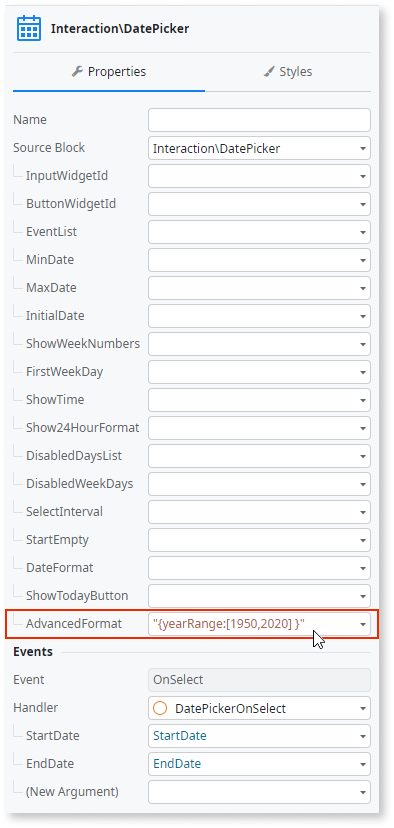 Interaction\DatePicker
Properties Styles
Name
Source Block Interaction\DatePicker
InputWidgetId
ButtonWidgetId
EventList
MinDate
MaxDate
InitialDate
ShowWeekNumbers
FirstWeekDay
ShowTime
Show24HourFormat
DisabledDaysList
DisabledWeekDays
SelectInterval
StartEmpty
DateFormat
ShowTodayButton
AdvancedFormat "{yearRange:[1950,2020] }"
Events
Event OnSelect
Handler DatePickerOnSelect
StartDate StartDate
EndDate EndDate
(New Argument)